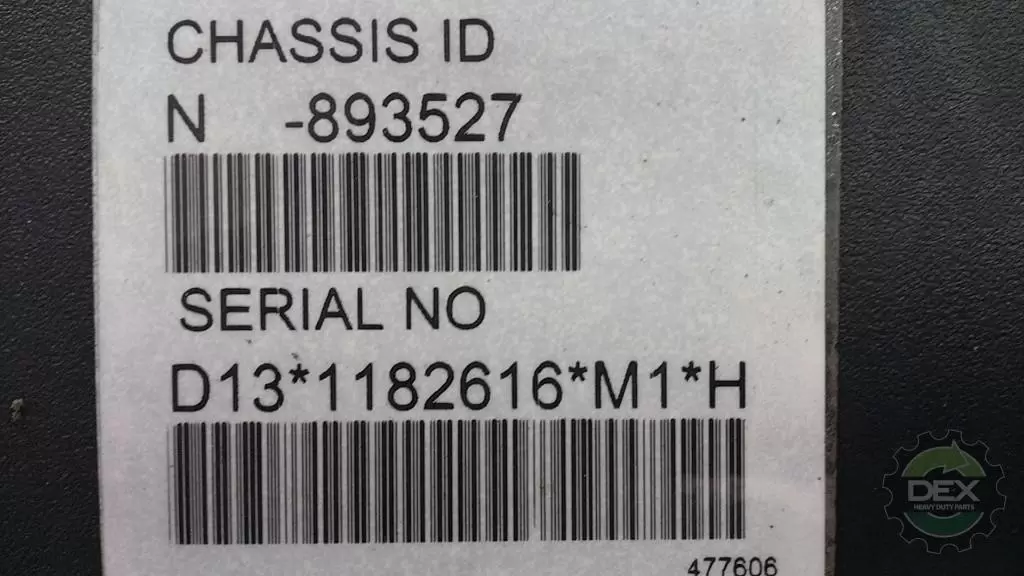 CHASSIS ID
N -893527
SERIAL NO
D13*1182616*M1*H
477606
DEX
HEAVY DUTY PARTS